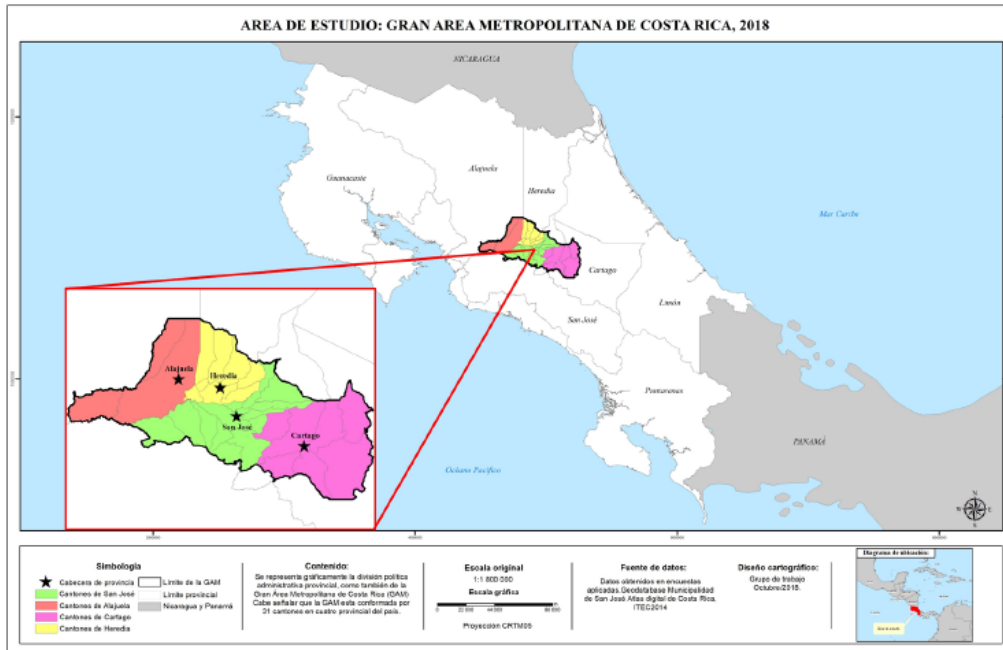 AREA DE ESTUDIO: GRAN AREA METROPOLITANA DE COSTA RICA, 2018
NICARAGUA
Guanacaste
Alajuela
Heredia
Mar Caribe
Cartago
Limón
San José
Puntarenas
PANAMÁ
Océano Pacífico
Alajuela
Heredia
San José
Cartago
N
W
E
S
Simbología
Cabecera de provincia
Límite de la GAM
Cantones de San José
Límite provincial
Cantones de Alajuela
Nicaragua y Panamá
Cantones de Cartago
Cantones de Heredia
Contenido:
Se representa gráficamente la división política
administrativa provincial, como también de la
Gran Área Metropolitana de Costa Rica (GAM)
Cabe señalar que la GAM esta conformada por
31 cantones en cuatro provincial del país.
Escala original
1:1 800 000
Escala gráfica
Proyección CRTM05
Fuente de datos:
Datos obtenidos en encuestas
aplicadas.Geodatabase Municipalidad
de San José Atlas digital de Costa Rica,
ITEC2014
Diseño cartográfico:
Grupo de trabajo
Octubre/2018.
Diagrama de ubicación: